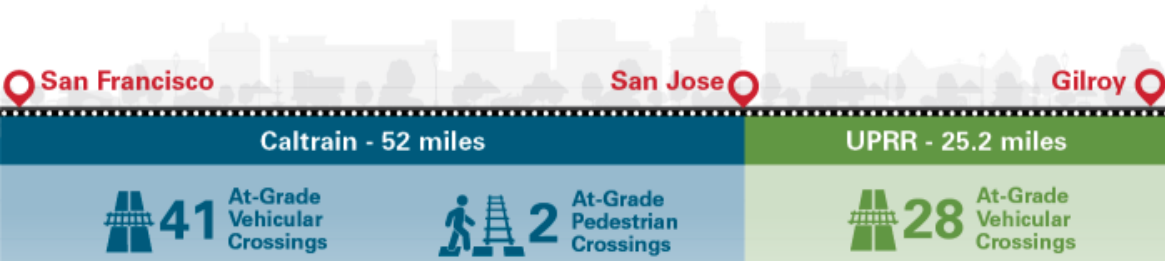 San Francisco
San Jose
Gilroy
Caltrain - 52 miles
UPRR - 25.2 miles
41
At-Grade
Vehicular
Crossings
2
At-Grade
Pedestrian
Crossings
28
At-Grade
Vehicular
Crossings